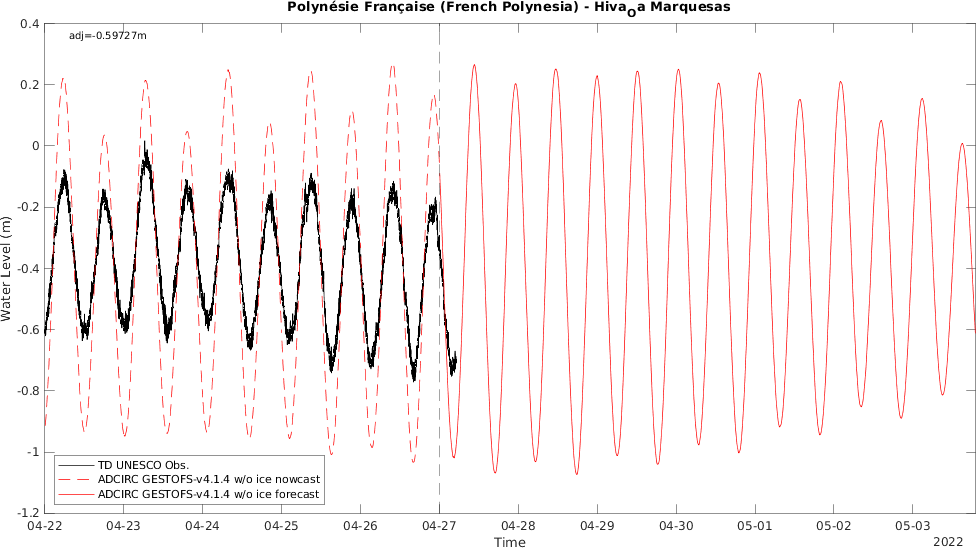 Polynésie Française (French Polynesia) - Hiva_Oa Marquesas
adj=-0.59727m
0.4
0.2
0
-0.2
-0.4
-0.6
-0.8
-1
-1.2
Water Level (m)
TD UNESCO Obs.
ADCIRC GESTOFS-v4.1.4 w/o ice nowcast
ADCIRC GESTOFS-v4.1.4 w/o ice forecast
04-22 04-23 04-24 04-25 04-26 04-27 04-28 04-29 04-30 05-01 05-02 05-03
Time
2022